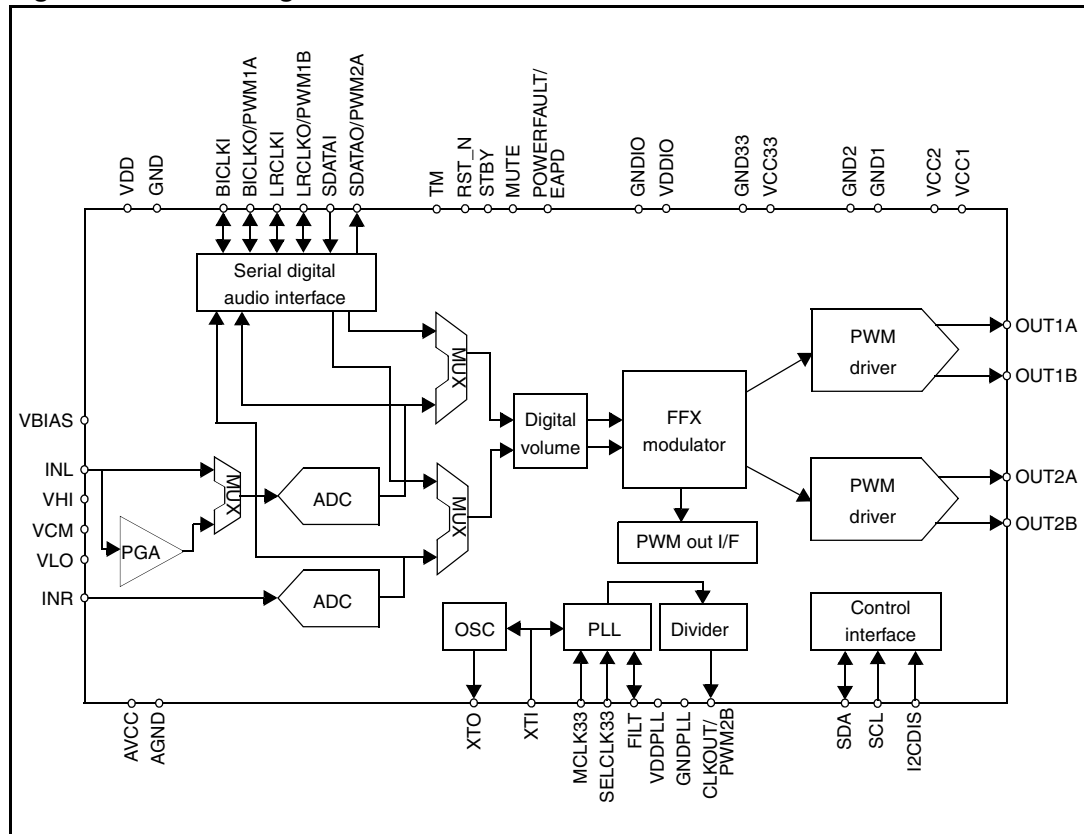 VDD
GND
BICLKI
BICLKO/PWM1A
LRCLKI
LRCLKO/PWM1B
SDATAI
SDATAO/PWM2A
TM
RST_N
STBY
MUTE
POWERFAULT/
EAPD
GNDIO
VDDIO
GND33
VCC33
GND2
GND1
VCC2
VCC1
Serial digital
audio interface
MUX
PWM
driver
OUT1A
OUT1B
VBIAS
INL
VHI
VCM
VLO
INR
MUX
PGA
ADC
ADC
MUX
Digital
volume
FFX
modulator
PWM out I/F
PWM
driver
OUT2A
OUT2B
OSC
PLL
Divider
Control
interface
AVCC
AGND
XTO
XTI
MCLK33
SELCLK33
FILT
VDDPLL
GNDPLL
CLKOUT/
PWM2B
SDA
SCL
I2CDIS